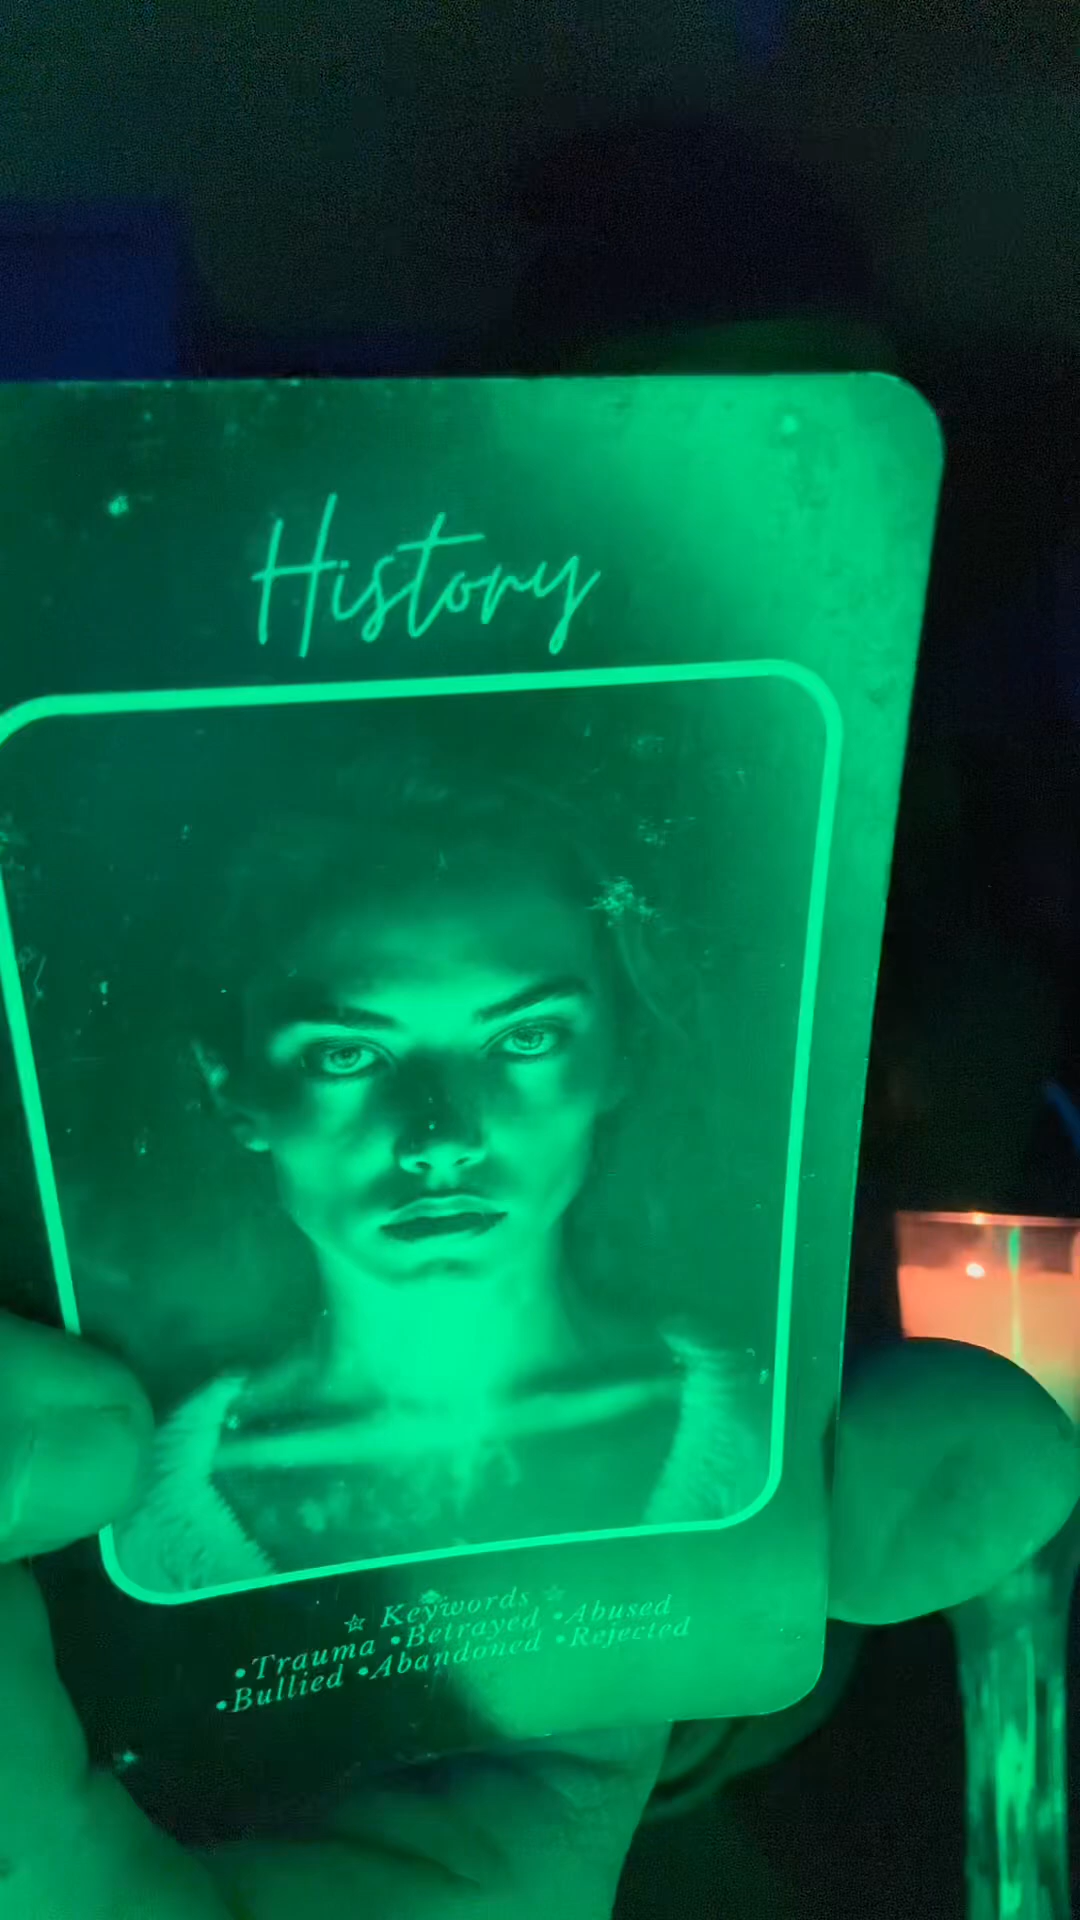 History
☆ Keywords ☆
•Trauma •Betrayed •Abused
•Bullied •Abandoned •Rejected